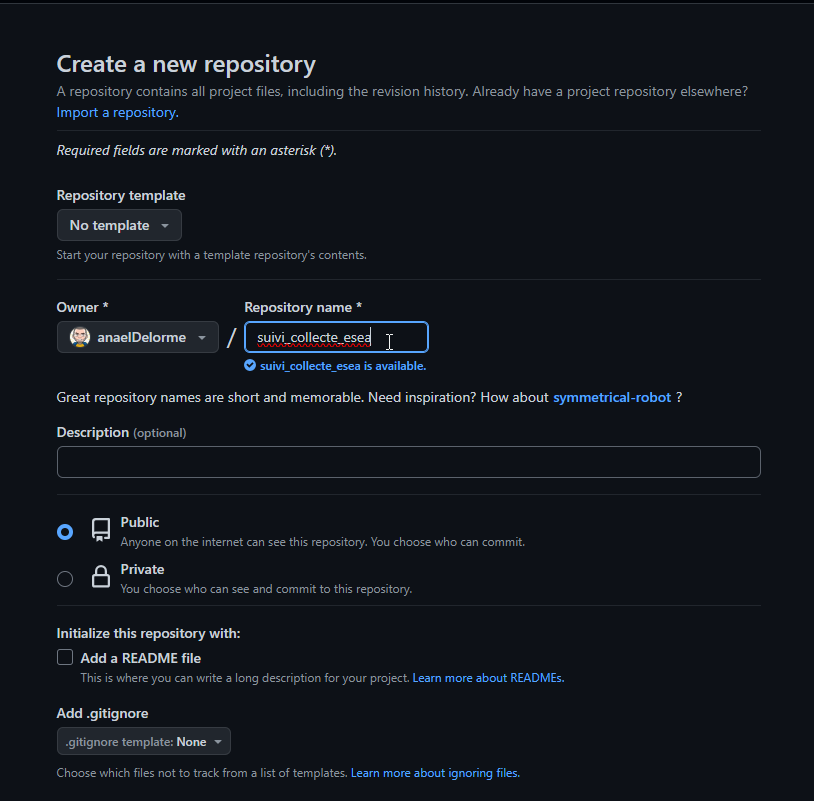 Create a new repository
A repository contains all project files, including the revision history. Already have a project repository elsewhere?
Import a repository.
Required fields are marked with an asterisk (*).
Repository template
No template
Start your repository with a template repository's contents.
Owner *
Repository name *
anaelDelorme / suivi_collecte_esea
suivi_collecte_esea is available.
Great repository names are short and memorable. Need inspiration? How about symmetrical-robot ?
Description (optional)
Public
Anyone on the internet can see this repository. You choose who can commit.
Private
You choose who can see and commit to this repository.
Initialize this repository with:
Add a README file
This is where you can write a long description for your project. Learn more about READMEs.
Add .gitignore
.gitignore template: None
Choose which files not to track from a list of templates. Learn more about ignoring files.